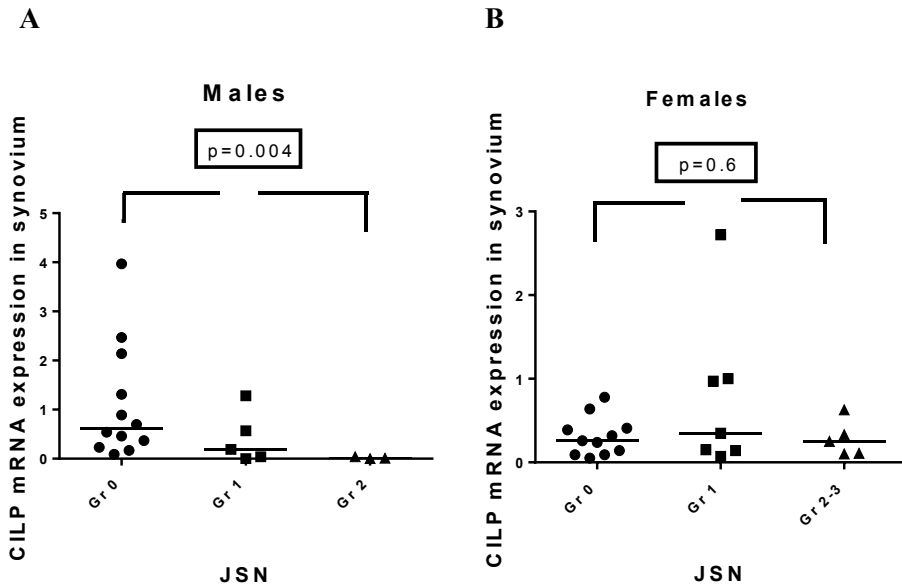 A
Males
p=0.004
CILP mRNA expression in synovium
5
4
3
2
1
0
Gr 0
Gr 1
Gr 2
JSN
B
Females
p=0.6
CILP mRNA expression in synovium
3
2
1
0
Gr 0
Gr 1
Gr 2-3
JSN